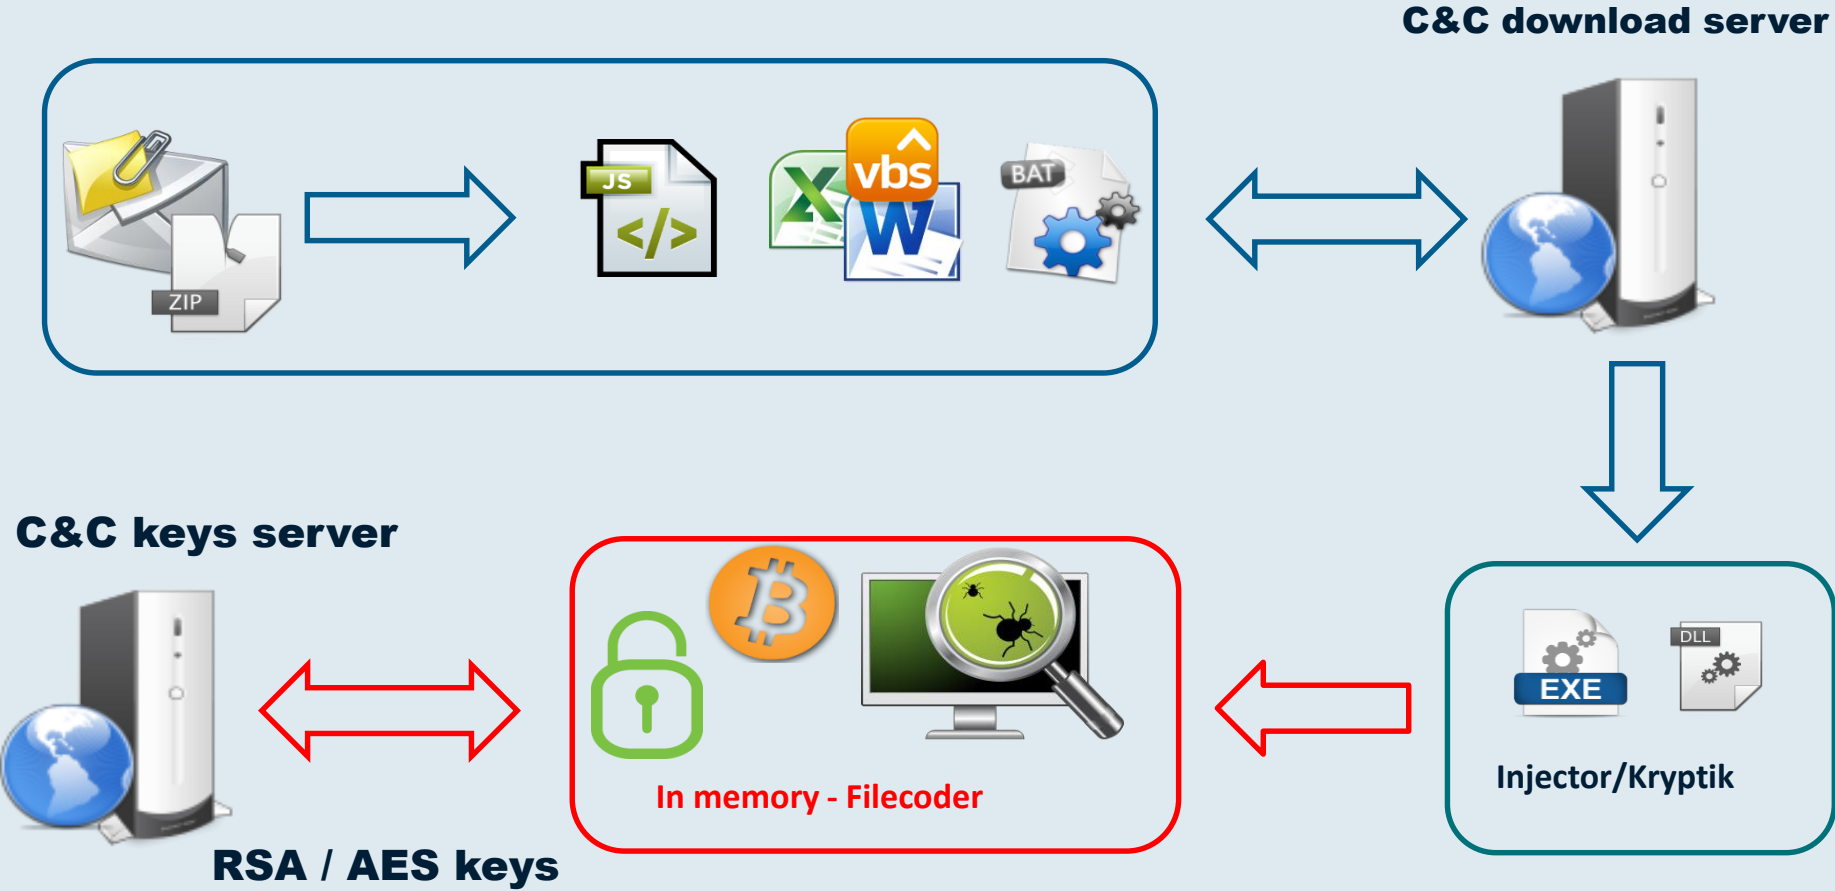 C&C download server
JS
</>
X
vbs
W
BAT
ZIP
C&C keys server
EXE
DLL
Injector/Kryptik
In memory - Filecoder
RSA / AES keys